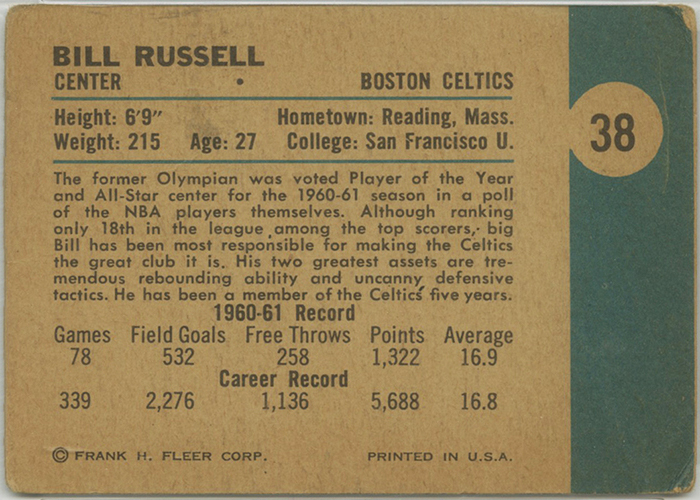 BILL RUSSELL
CENTER • BOSTON CELTICS
Height: 6'9" Hometown: Reading, Mass.
Weight: 215 Age: 27 College: San Francisco U.
38
The former Olympian was voted Player of the Year
and All-Star center for the 1960-61 season in a poll
of the NBA players themselves. Although ranking
only 18th in the league among the top scorers, big
Bill has been most responsible for making the Celtics
the great club it is. His two greatest assets are tre-
mendous rebounding ability and uncanny defensive
tactics. He has been a member of the Celtics' five years.
1960-61 Record
Games Field Goals Free Throws Points Average
78 532 258 1,322 16.9
Career Record
339 2,276 1,136 5,688 16.8
© FRANK H. FLEER CORP. PRINTED IN U.S.A.